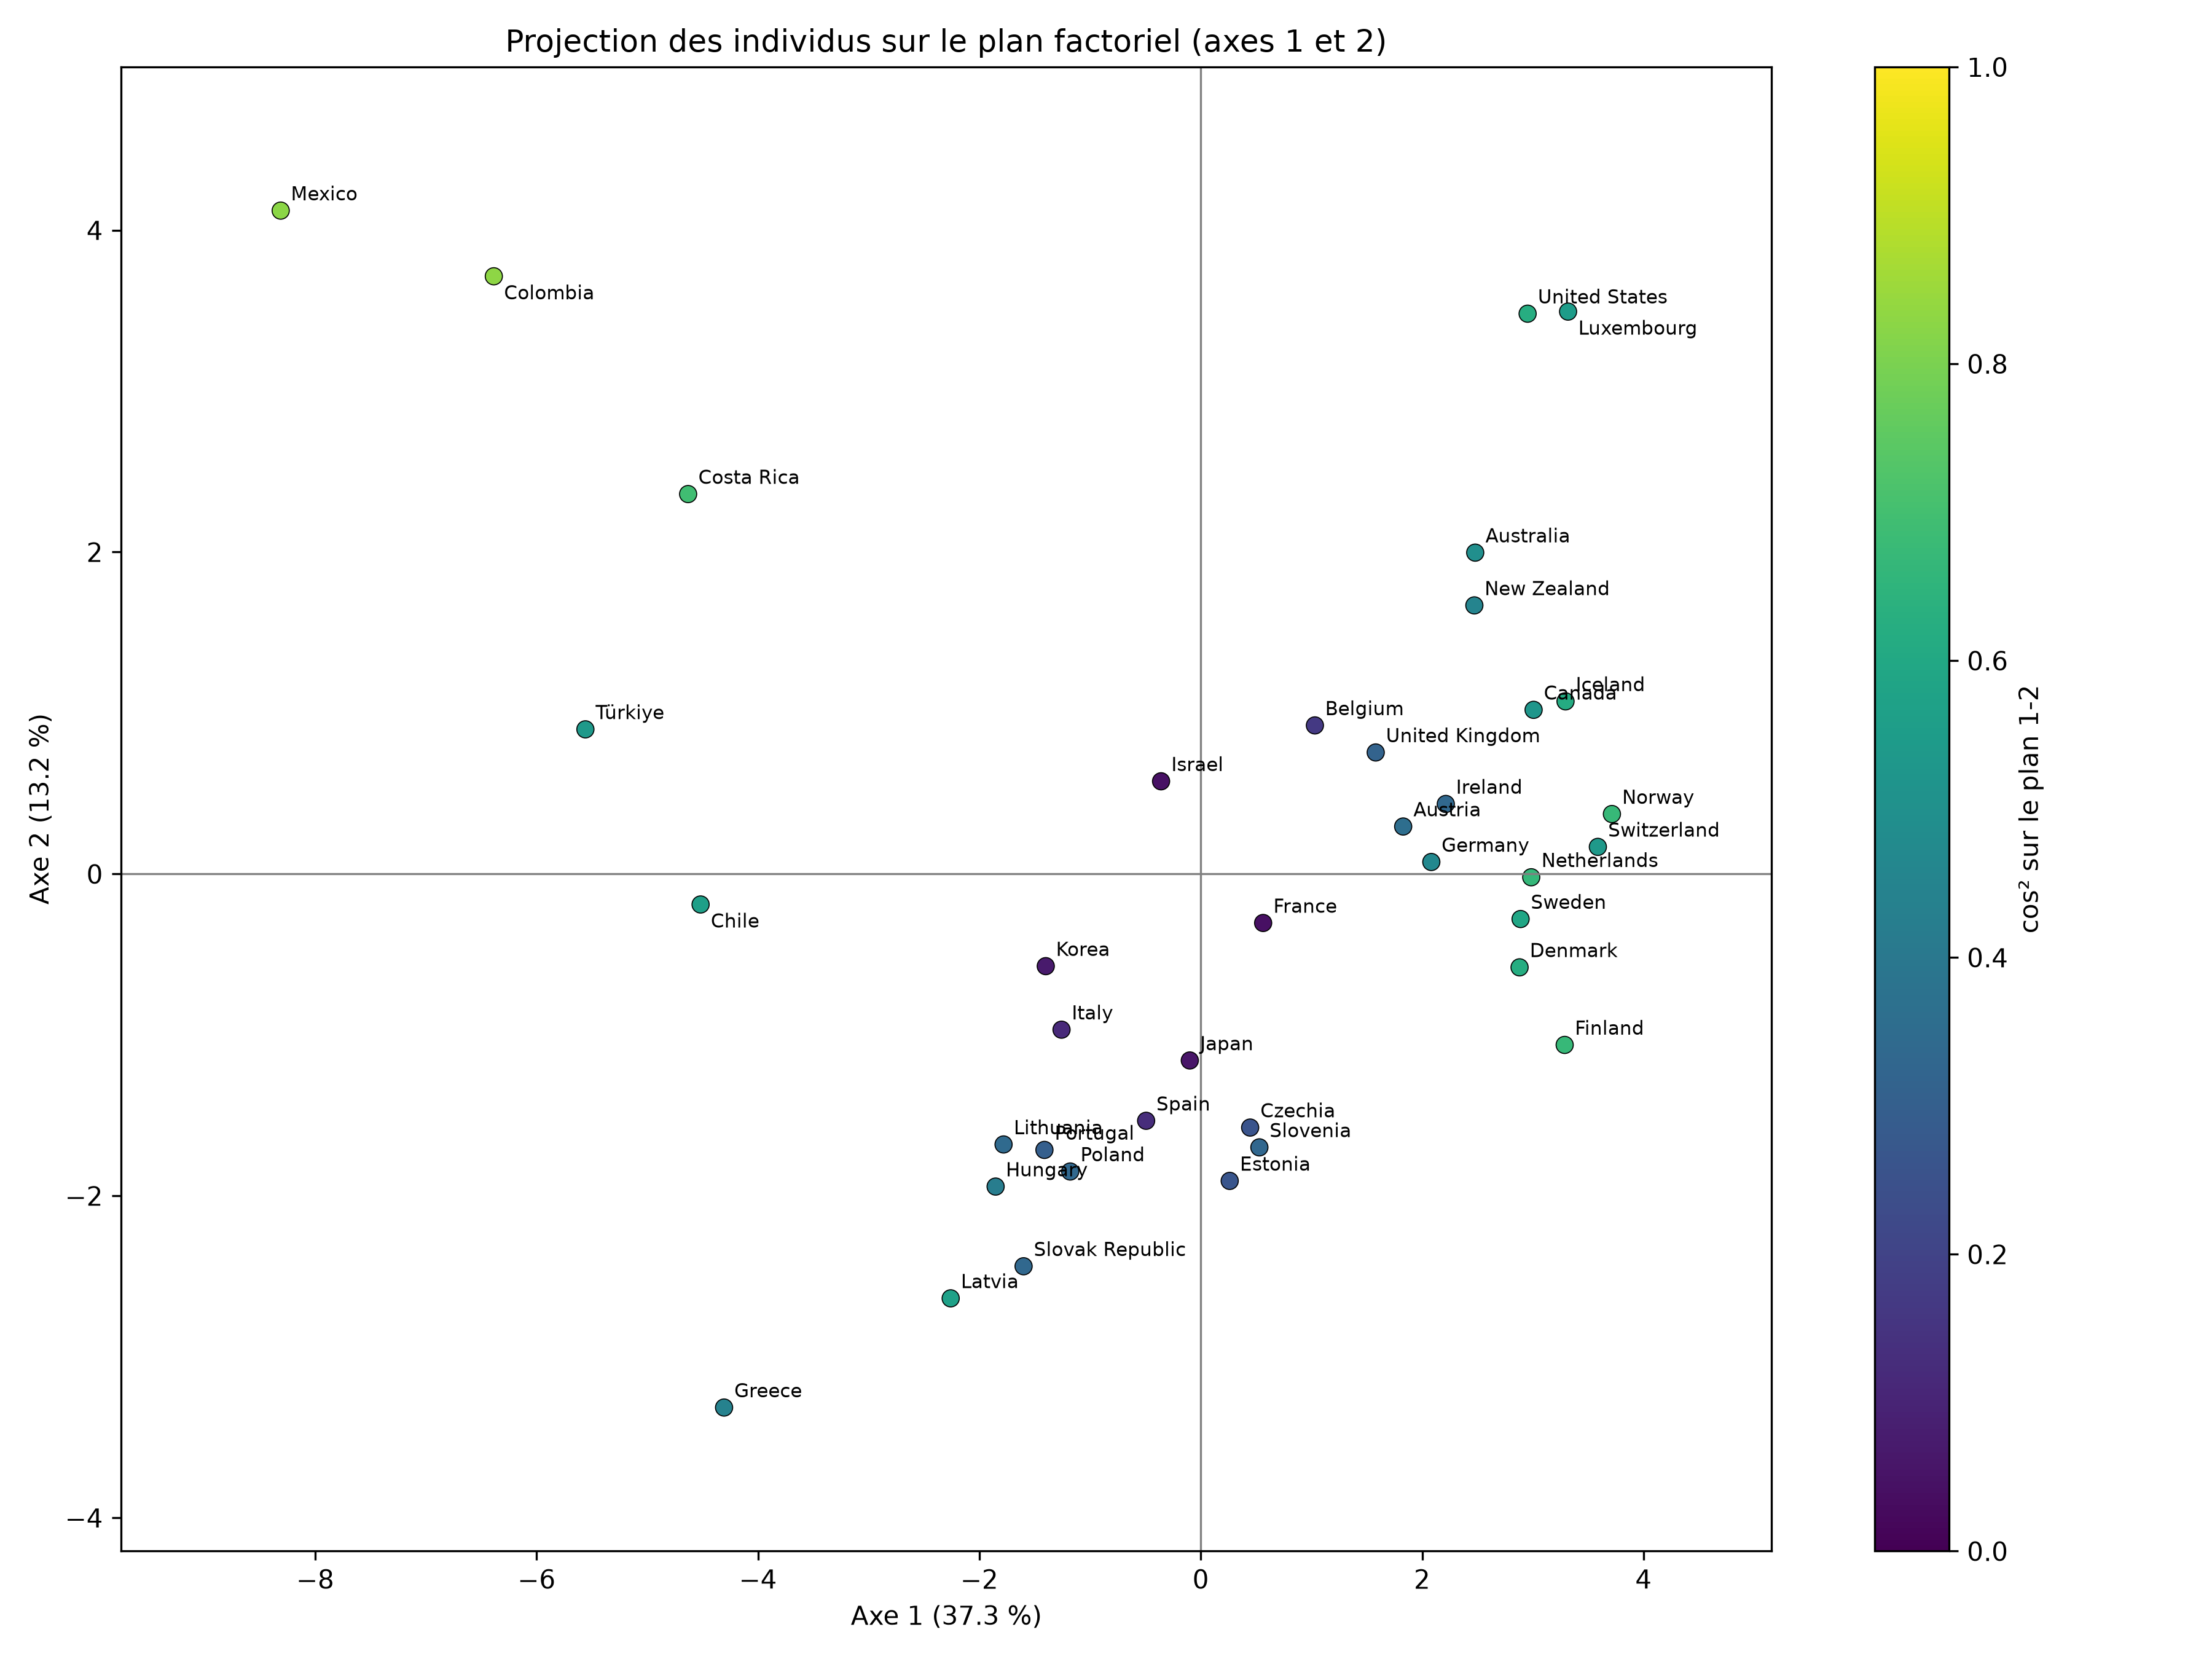 Projection des individus sur le plan factoriel (axes 1 et 2)
1.0
Mexico
4
Colombia
United States
Luxembourg
0.8
Costa Rica
2
Australia
New Zealand
0.6
Iceland
Canada
Türkiye
Belgium
United Kingdom
Israel
Ireland
Norway
Austria
Switzerland
Germany
Netherlands
0
Sweden
France
Chile
Korea
Denmark
0.4
Italy
Finland
Japan
Spain
Czechia
Lithuania
Slovenia
Portugal
Poland
Estonia
Hungary
−2
Slovak Republic
0.2
Latvia
Greece
−4
0.0
−8
−6
−4
−2
0
2
4
Axe 1 (37.3 %)
Axe 2 (13.2 %)
cos² sur le plan 1-2